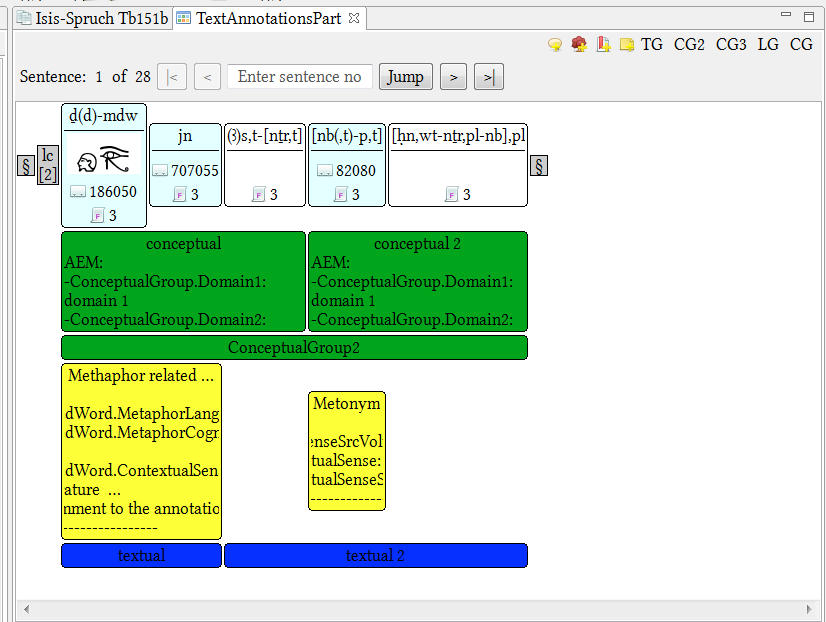 Isis-Spruch Tb151b TextAnnotationsPart
TG CG2 CG3 LG CG
Sentence: 1 of 28 |< < Enter sentence no Jump > >|
§ lc [2] ḏ(d)-mdw jn (Ꜣ)s,t-[nṯr,t] [nb(,t)-p,t] [ḥn,wt-nṯr,pl-nb],pl §
186050 707055 82080
F 3 F 3 F 3 F 3 F 3
conceptual conceptual 2
AEM: AEM:
-ConceptualGroup.Domain1: -ConceptualGroup.Domain1:
domain 1 domain 1
-ConceptualGroup.Domain2: -ConceptualGroup.Domain2:
ConceptualGroup2
Methaphor related ...
dWord.MetaphorLang
dWord.MetaphorCogn
dWord.ContextualSen
ature ...
nment to the annotatio
----------------
Metonym
enseSrcVol
tualSense:
tualSenseS
------------
textual textual 2